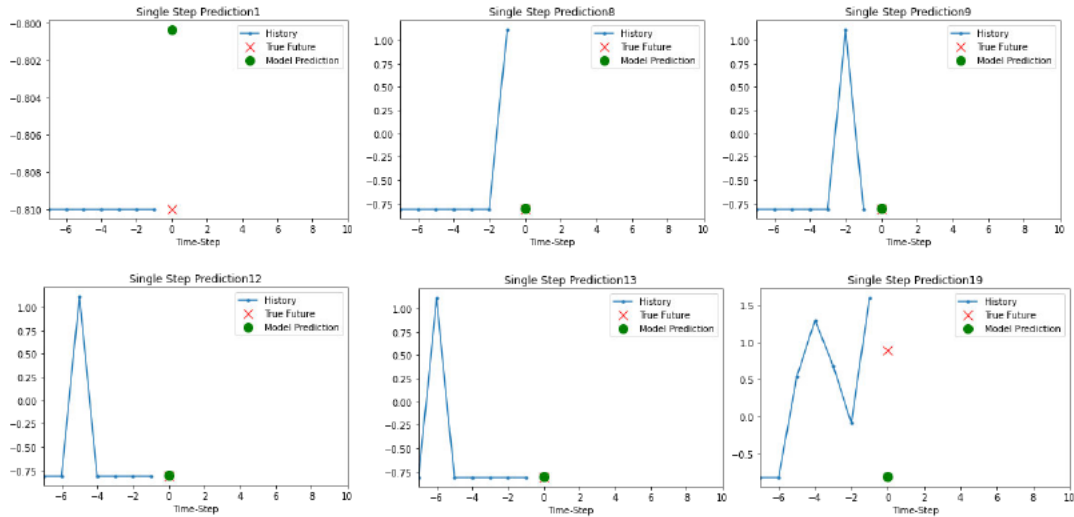 Single Step Prediction1
-0.800
-0.802
-0.804
-0.806
-0.808
-0.810
History
True Future
Model Prediction
-6 -4 -2 0 2 4 6 8 10
Time-Step
Single Step Prediction8
1.00
0.75
0.50
0.25
0.00
-0.25
-0.50
-0.75
History
True Future
Model Prediction
-6 -4 -2 0 2 4 6 8 10
Time-Step
Single Step Prediction9
1.00
0.75
0.50
0.25
0.00
-0.25
-0.50
-0.75
History
True Future
Model Prediction
-6 -4 -2 0 2 4 6 8 10
Time-Step
Single Step Prediction12
1.00
0.75
0.50
0.25
0.00
-0.25
-0.50
-0.75
History
True Future
Model Prediction
-6 -4 -2 0 2 4 6 8 10
Time-Step
Single Step Prediction13
1.00
0.75
0.50
0.25
0.00
-0.25
-0.50
-0.75
History
True Future
Model Prediction
-6 -4 -2 0 2 4 6 8 10
Time-Step
Single Step Prediction19
1.5
1.0
0.5
0.0
-0.5
History
True Future
Model Prediction
-6 -4 -2 0 2 4 6 8 10
Time-Step